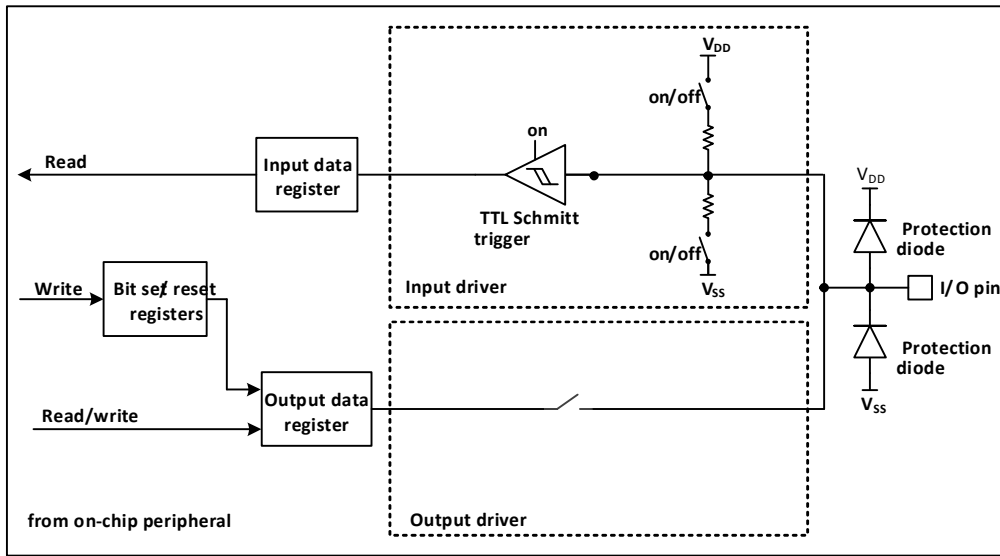 VDD
on/off
on
Read
Input data
register
TTL Schmitt
trigger
on/off
VSS
Input driver
VDD
Protection
diode
I/O pin
Protection
diode
VSS
Write
Bit set/ reset
registers
Read/write
Output data
register
from on-chip peripheral
Output driver